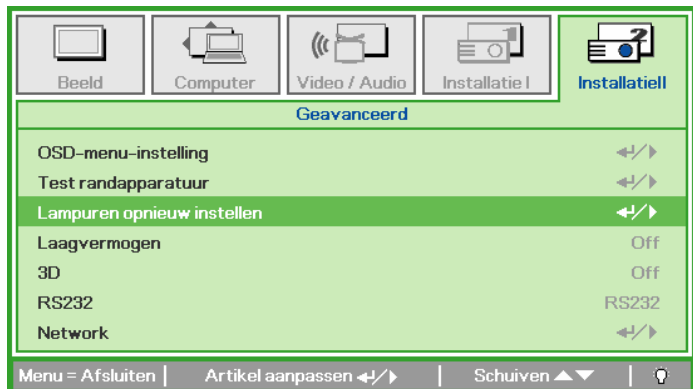 Beeld Computer Video / Audio Installatie I InstallatieII
Geavanceerd
OSD-menu-instelling
Test randapparatuur
Lampuren opnieuw instellen
Laagvermogen Off
3D Off
RS232 RS232
Network
Menu = Afsluiten Artikel aanpassen Schuiven